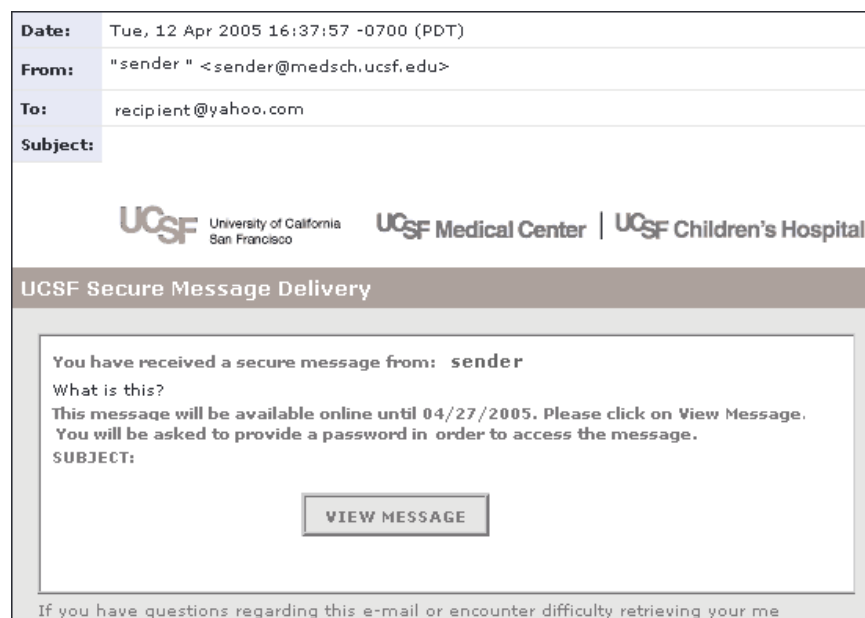 Date: Tue, 12 Apr 2005 16:37:57 -0700 (PDT)
From: "sender " <sender@medsch.ucsf.edu>
To: recipient@yahoo.com
Subject:
UCSF University of California San Francisco UCSF Medical Center | UCSF Children's Hospital
UCSF Secure Message Delivery
You have received a secure message from: sender
What is this?
This message will be available online until 04/27/2005. Please click on View Message.
You will be asked to provide a password in order to access the message.
SUBJECT:
VIEW MESSAGE
If you have questions regarding this e-mail or encounter difficulty retrieving your me